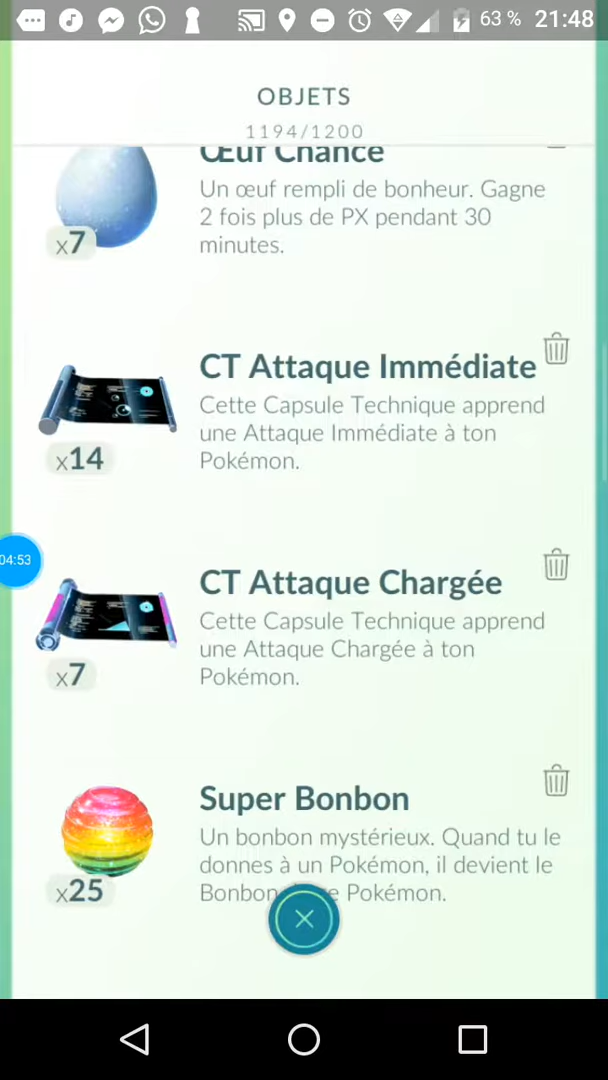 63 % 21:48
OBJETS
1194/1200
Œuf Chance
Un œuf rempli de bonheur. Gagne
2 fois plus de PX pendant 30
minutes.
x7
CT Attaque Immédiate
Cette Capsule Technique apprend
une Attaque Immédiate à ton
Pokémon.
x14
04:53
CT Attaque Chargée
Cette Capsule Technique apprend
une Attaque Chargée à ton
Pokémon.
x7
Super Bonbon
Un bonbon mystérieux. Quand tu le
donnes à un Pokémon, il devient le
Bonbon Pokémon.
x25